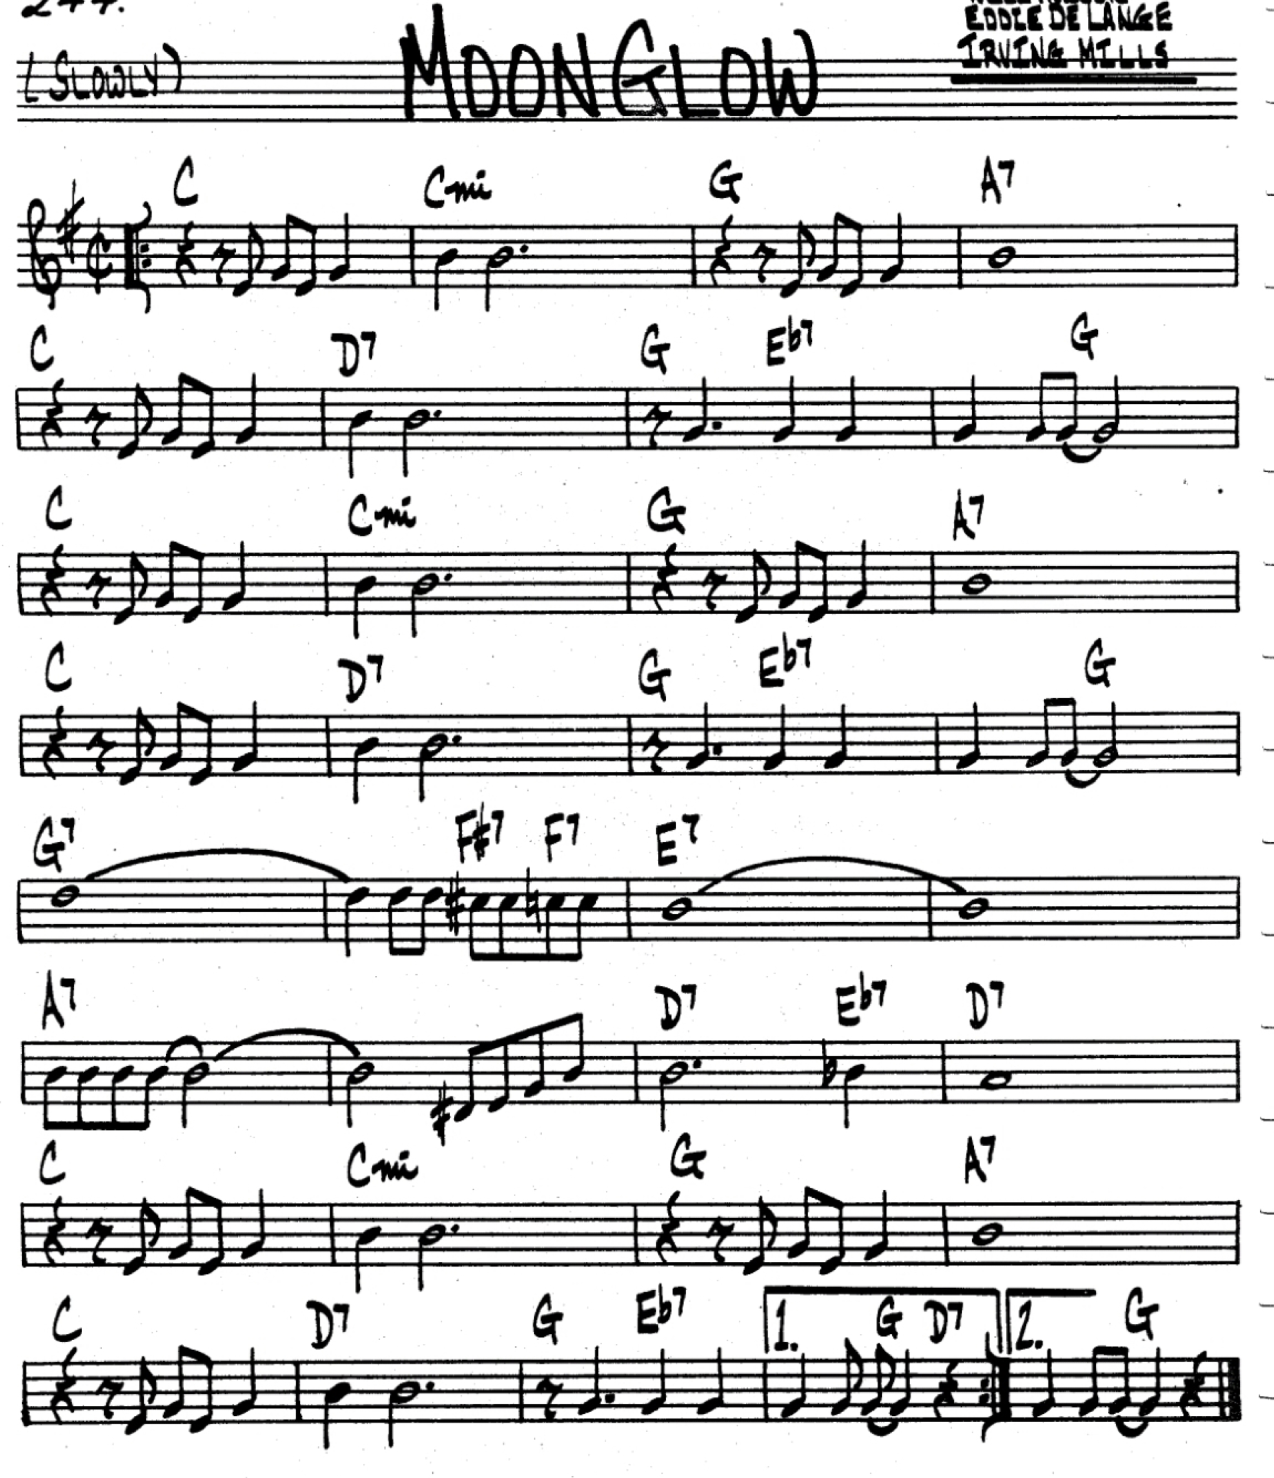 244.
EDDIE DE LANGE
(SLOWLY) MOONGLOW IRVING MILLS
C Cmi G A7
C D7 G Eb7 G
C Cmi G A7
C D7 G Eb7 G
G7 F#7 F7 E7
A7 D7 Eb7 D7
C Cmi G A7
C D7 G Eb7 1. G D7 2. G